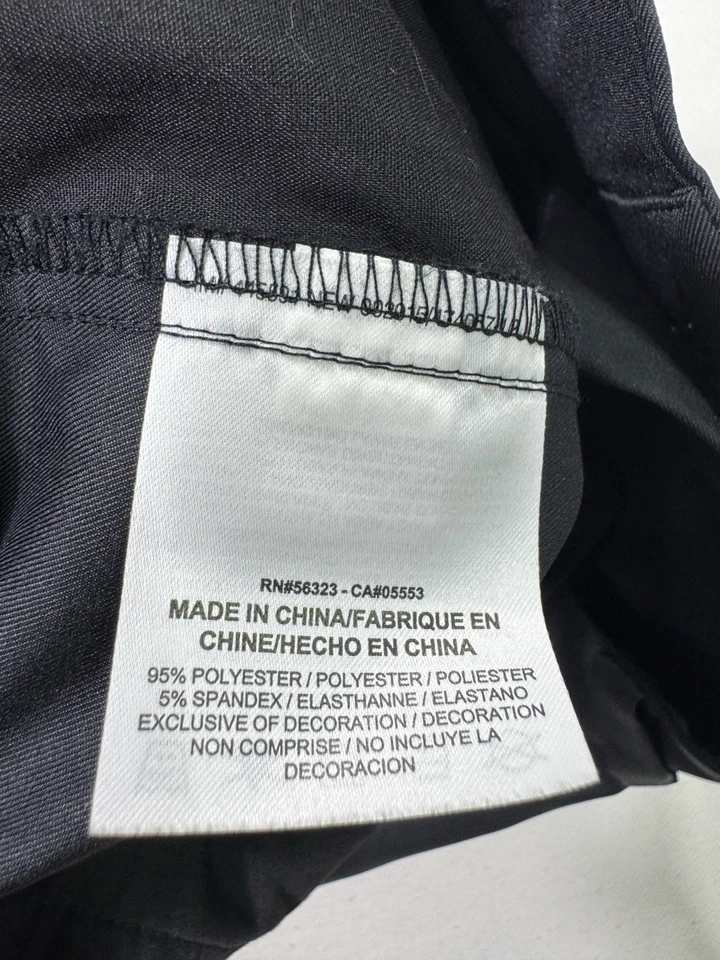 RN#56323 - CA#05553
MADE IN CHINA/FABRIQUE EN
CHINE/HECHO EN CHINA
95% POLYESTER / POLYESTER / POLIESTER
5% SPANDEX / ELASTHANNE / ELASTANO
EXCLUSIVE OF DECORATION / DECORATION
NON COMPRISE / NO INCLUYE LA
DECORACION